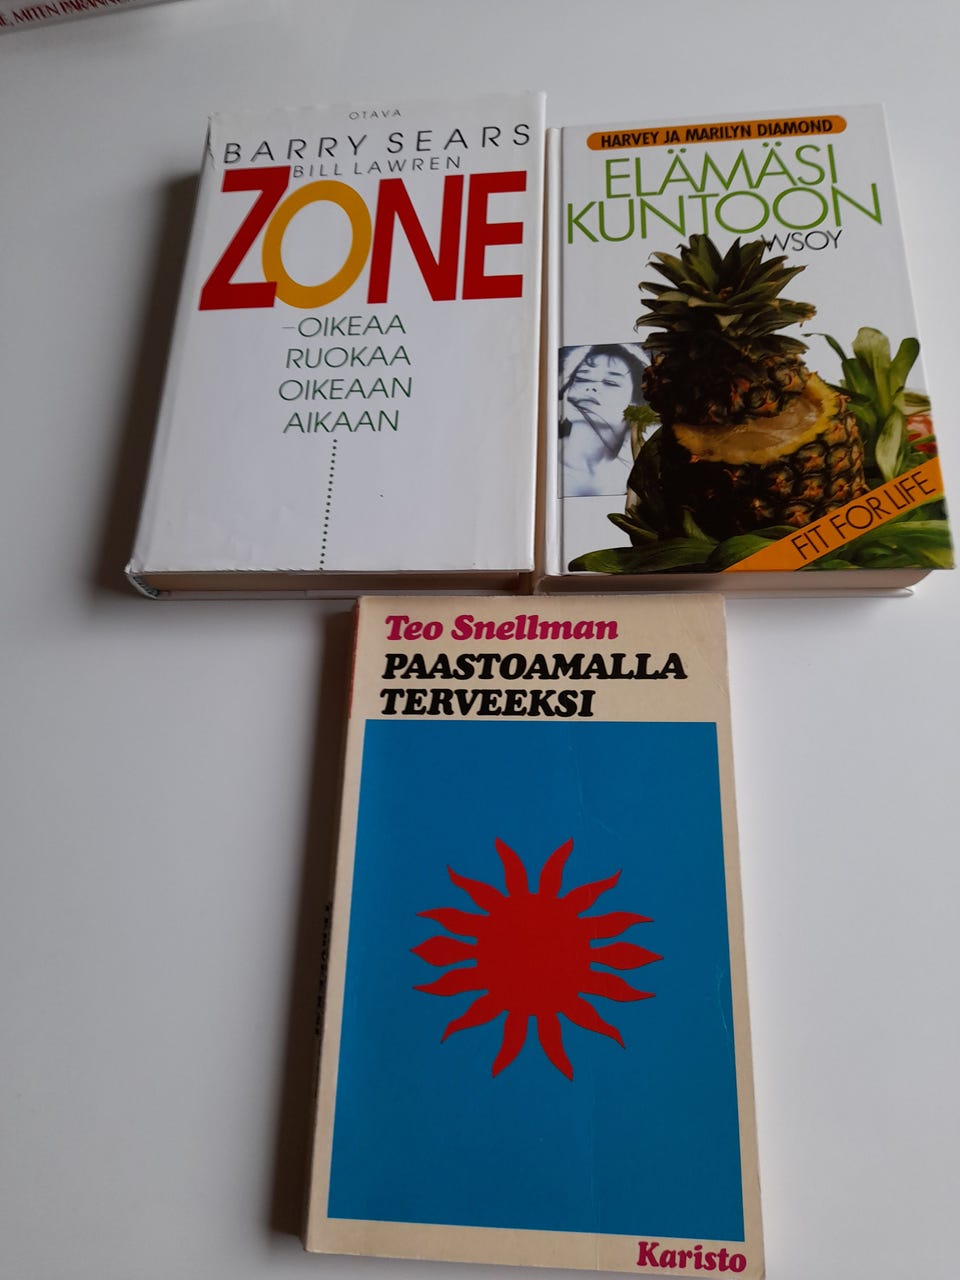 MITEN
OTAVA
BARRY SEARS
BILL LAWREN
ZONE
–OIKEAA
RUOKAA
OIKEAAN
AIKAAN
HARVEY JA MARILYN DIAMOND
ELÄMÄSI
KUNTOON
WSOY
FIT FOR LIFE
Teo Snellman
PAASTOAMALLA
TERVEEKSI
Karisto